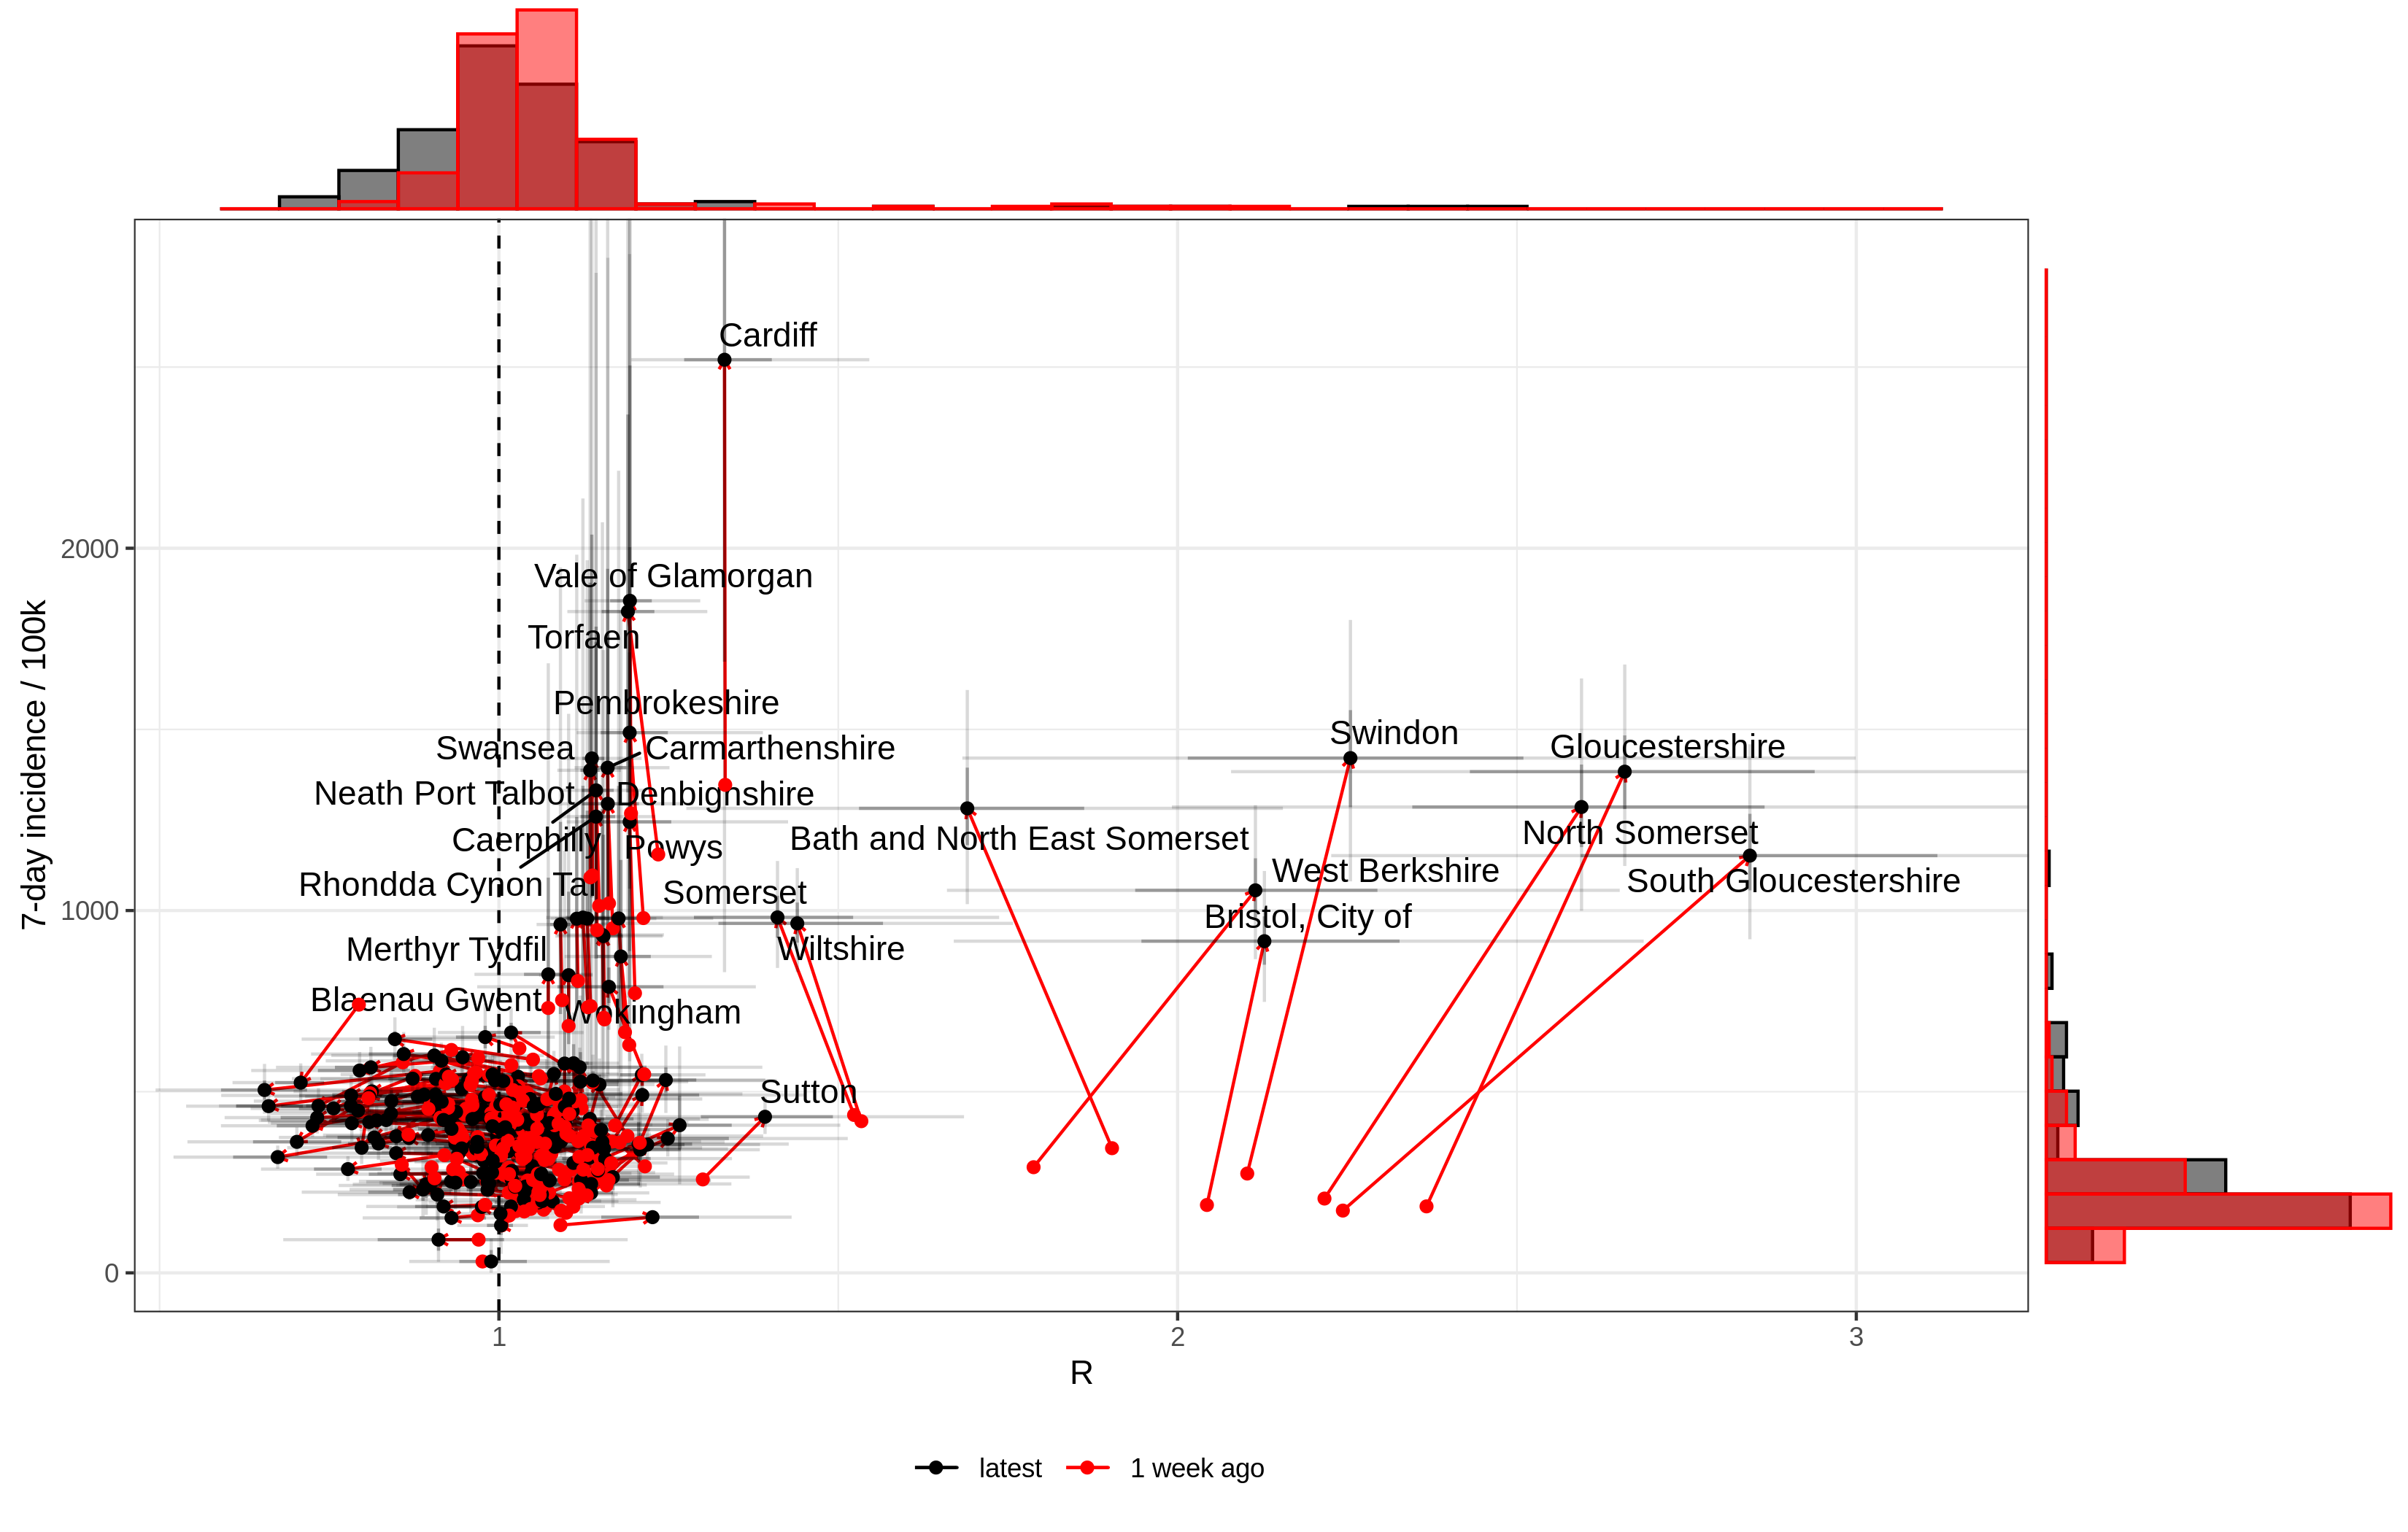 Cardiff
Vale of Glamorgan
Torfaen
Pembrokeshire
Swansea
Carmarthenshire
Swindon
Gloucestershire
Neath Port Talbot
Denbighshire
Caerphilly
Powys
Bath and North East Somerset
North Somerset
Rhondda Cynon Taf
Somerset
West Berkshire
South Gloucestershire
Bristol, City of
Merthyr Tydfil
Wiltshire
Blaenau Gwent
Wokingham
Sutton
7-day incidence / 100k
2000
1000
0
1
2
3
R
latest
1 week ago